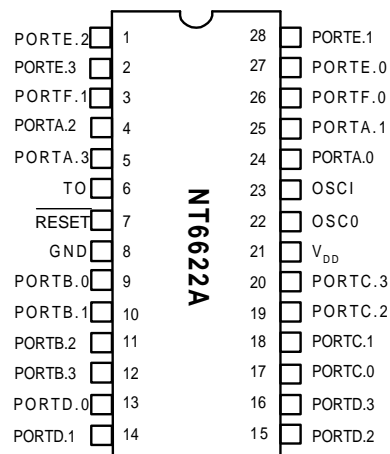 PORTE.2 1 28 PORTE.1
PORTE.3 2 27 PORTE.0
PORTF.1 3 26 PORTF.0
PORTA.2 4 25 PORTA.1
PORTA.3 5 24 PORTA.0
TO 6 23 OSCI
RESET 7 22 OSC0
GND 8 21 VDD
PORTB.0 9 20 PORTC.3
PORTB.1 10 19 PORTC.2
PORTB.2 11 18 PORTC.1
PORTB.3 12 17 PORTC.0
PORTD.0 13 16 PORTD.3
PORTD.1 14 15 PORTD.2
NT6622A